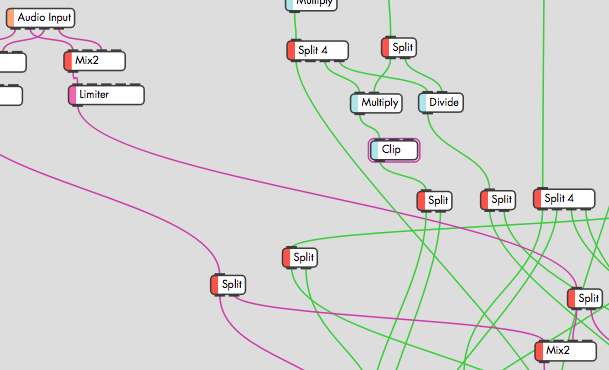 Multiply
Audio Input
Split 4
Split
Mix2
Limiter
Multiply
Divide
Clip
Split
Split
Split 4
Split
Split
Split
Mix2